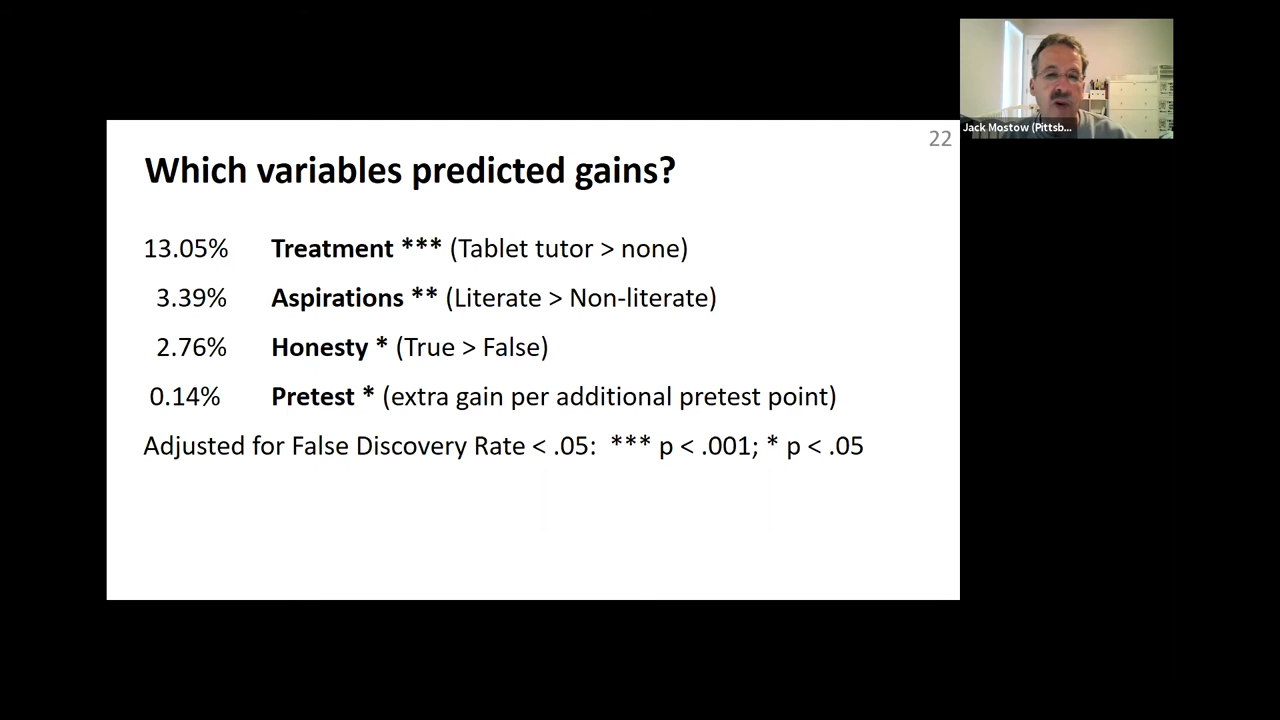 22
Which variables predicted gains?
13.05% Treatment *** (Tablet tutor > none)
3.39% Aspirations ** (Literate > Non-literate)
2.76% Honesty * (True > False)
0.14% Pretest * (extra gain per additional pretest point)
Adjusted for False Discovery Rate < .05: *** p < .001; * p < .05
Jack Mostow (Pittsb...